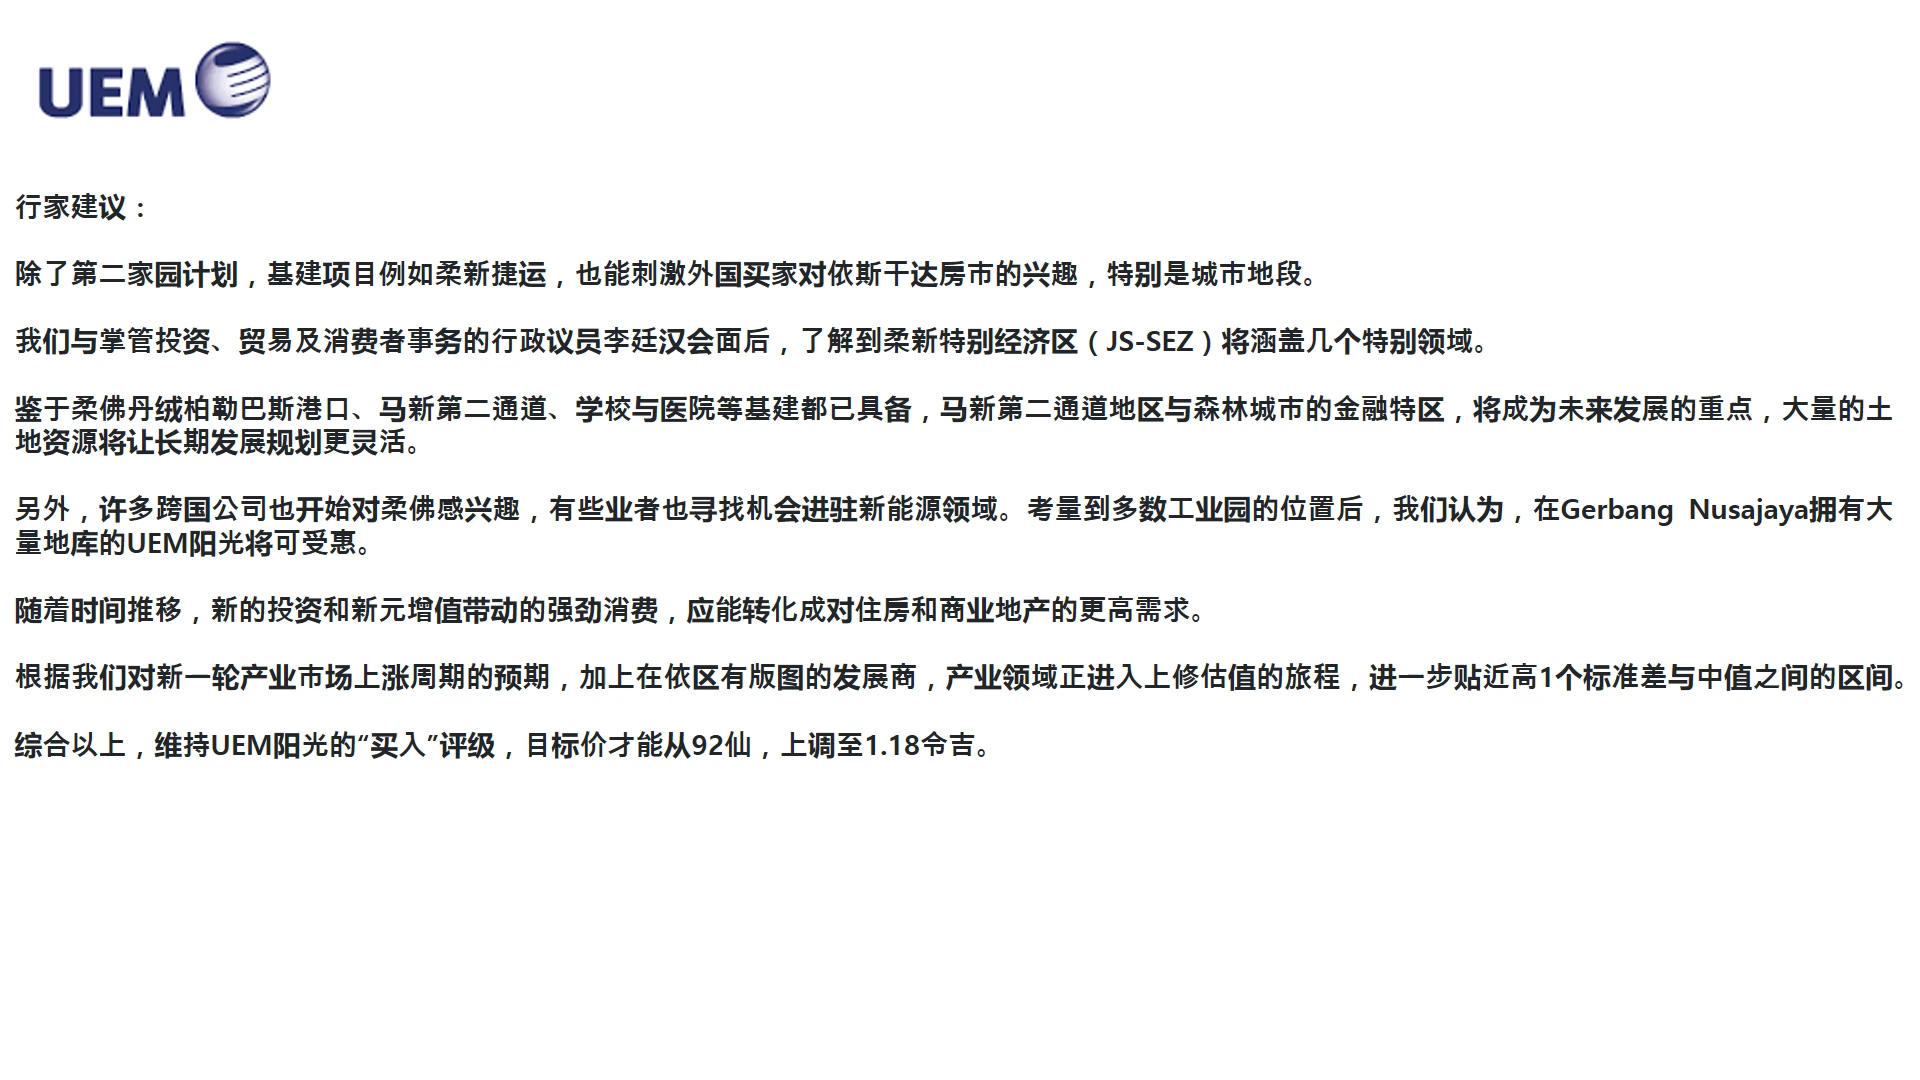 UEM
行家建议：
除了第二家园计划，基建项目例如柔新捷运，也能刺激外国买家对依斯干达房市的兴趣，特别是城市地段。
我们与掌管投资、贸易及消费者事务的行政议员李廷汉会面后，了解到柔新特别经济区（JS-SEZ）将涵盖几个特别领域。
鉴于柔佛丹绒柏勒巴斯港口、马新第二通道、学校与医院等基建都已具备，马新第二通道地区与森林城市的金融特区，将成为未来发展的重点，大量的土
地资源将让长期发展规划更灵活。
另外，许多跨国公司也开始对柔佛感兴趣，有些业者也寻找机会进驻新能源领域。考量到多数工业园的位置后，我们认为，在Gerbang Nusajaya拥有大
量地库的UEM阳光将可受惠。
随着时间推移，新的投资和新元增值带动的强劲消费，应能转化成对住房和商业地产的更高需求。
根据我们对新一轮产业市场上涨周期的预期，加上在依区有版图的发展商，产业领域正进入上修估值的旅程，进一步贴近高1个标准差与中值之间的区间。
综合以上，维持UEM阳光的“买入”评级，目标价才能从92仙，上调至1.18令吉。